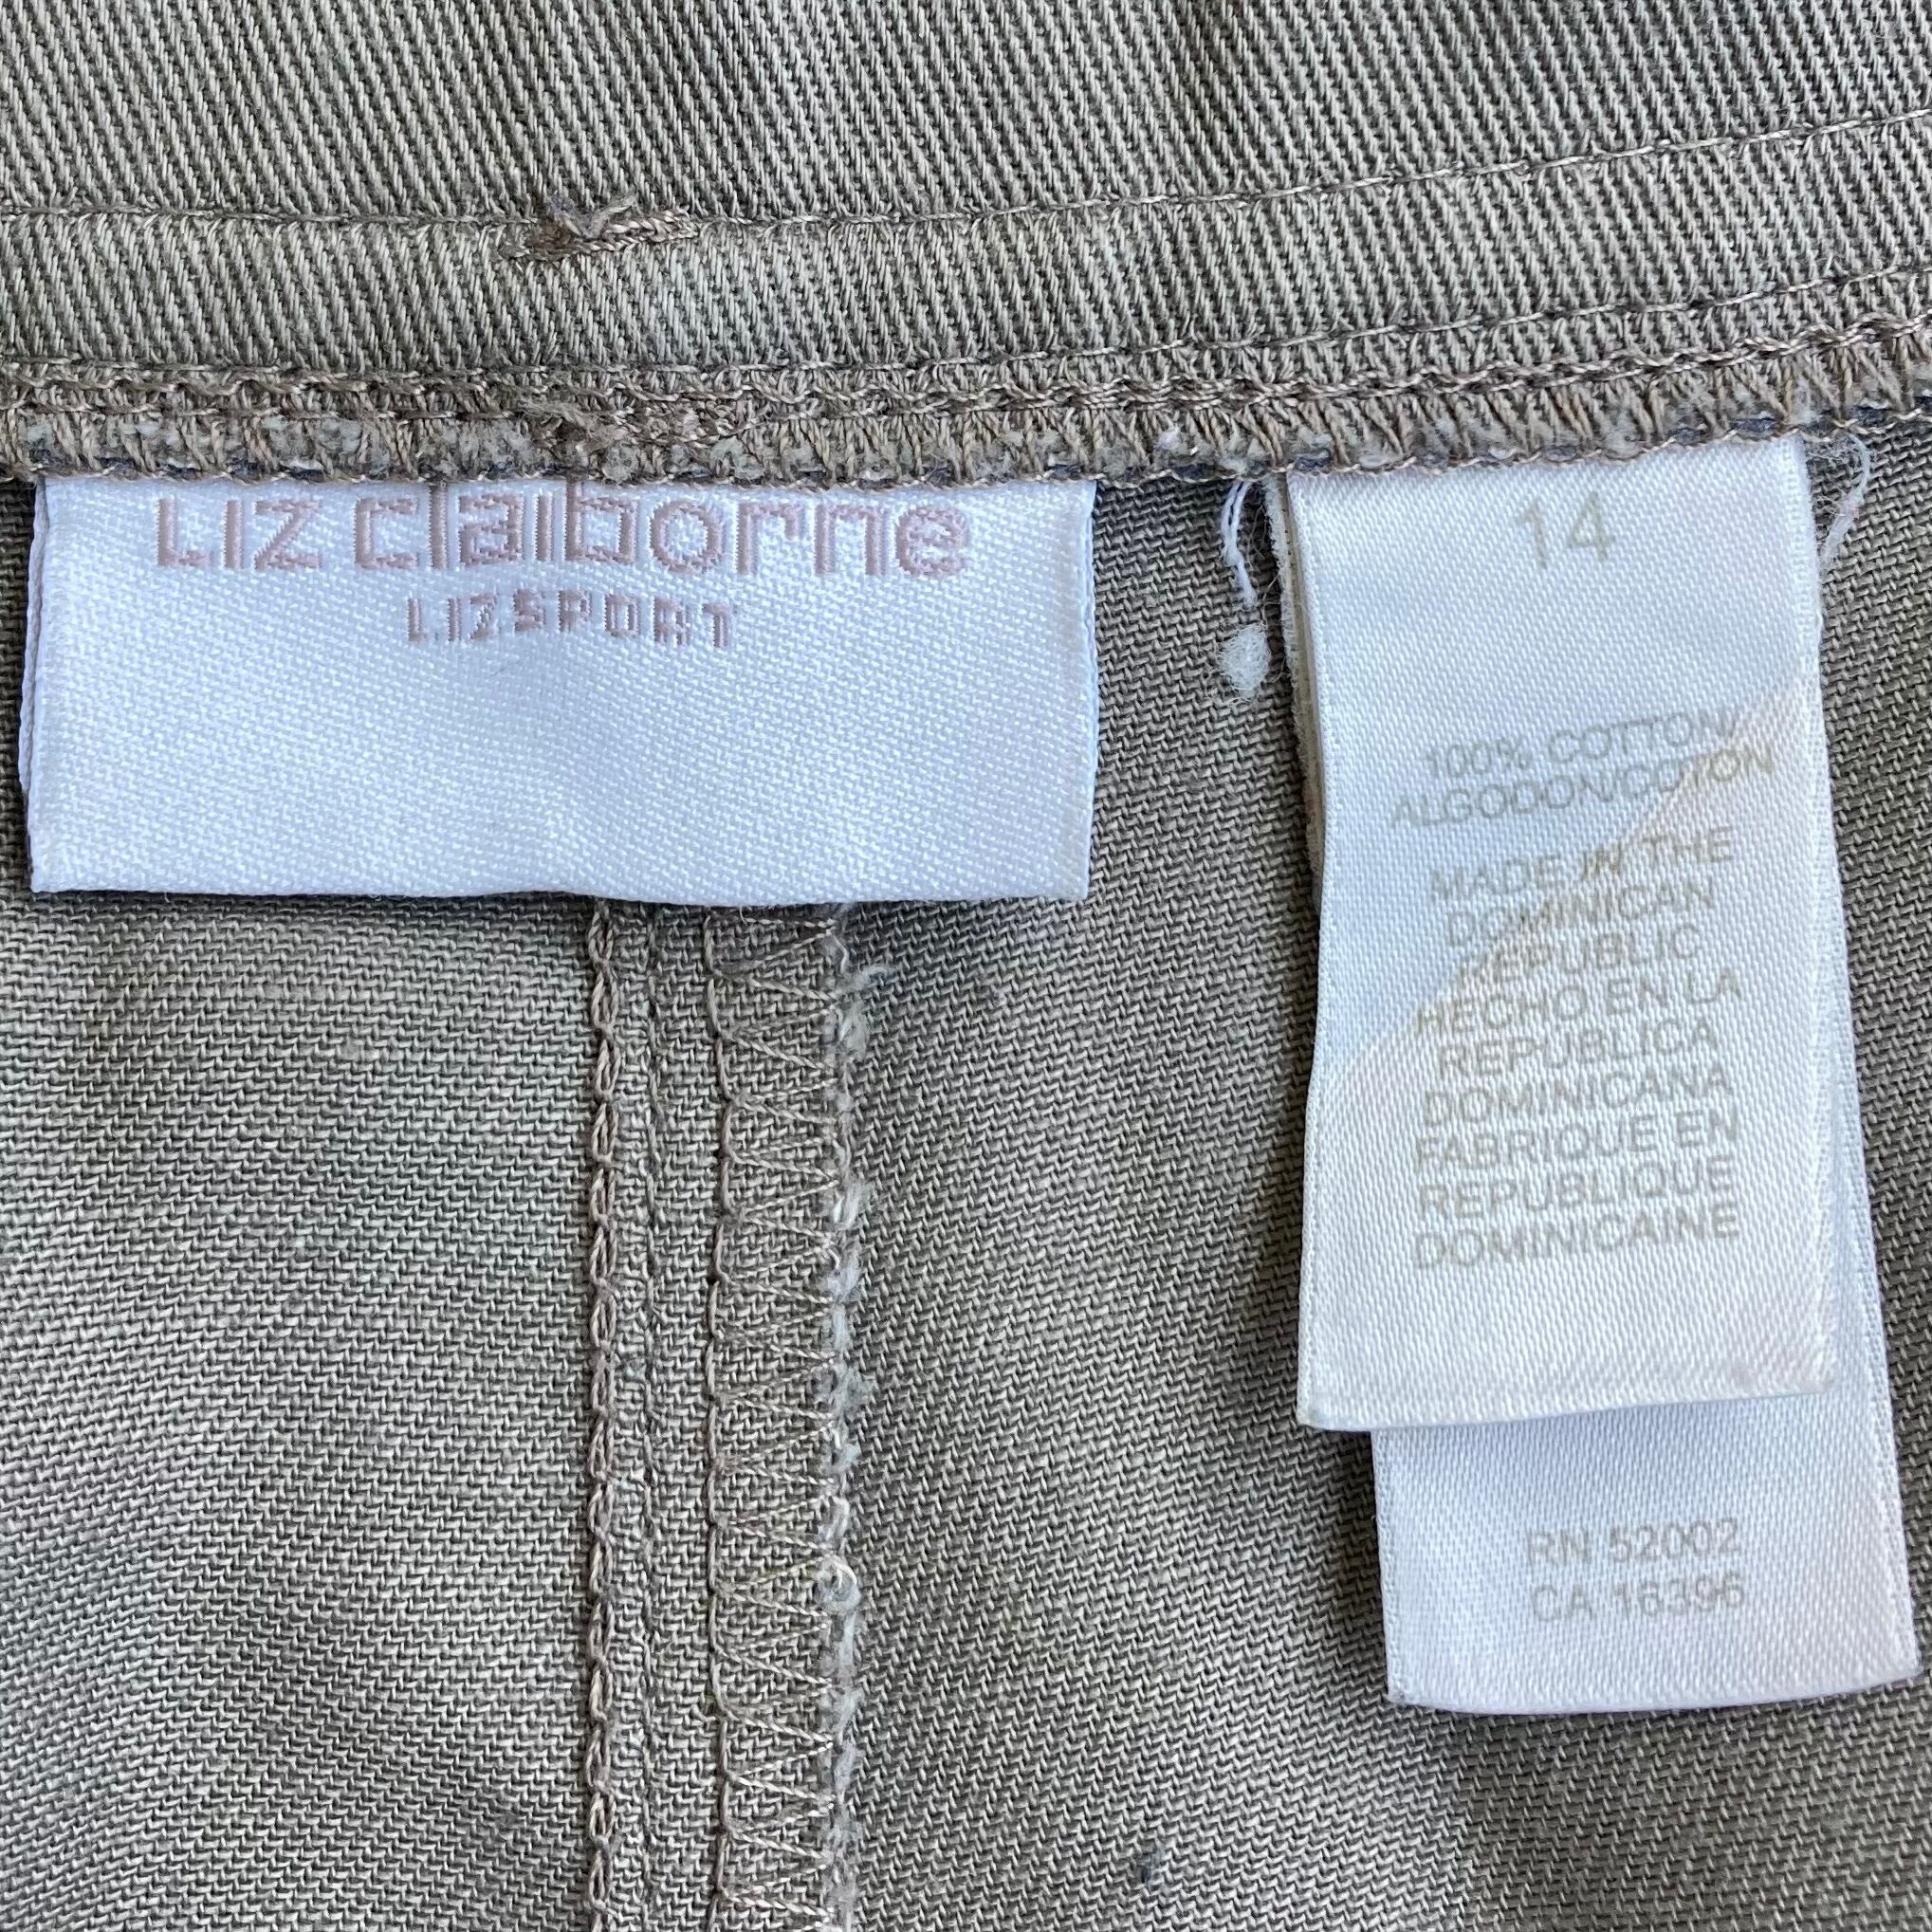 LIZ claiborne
LIZSPORT
14
100% COTTON/
ALGODON/COTON
MADE IN THE
DOMINICAN
REPUBLIC
HECHO EN LA
REPUBLICA
DOMINICANA
FABRIQUE EN
REPUBLIQUE
DOMINICAINE
RN 52002
CA 16396